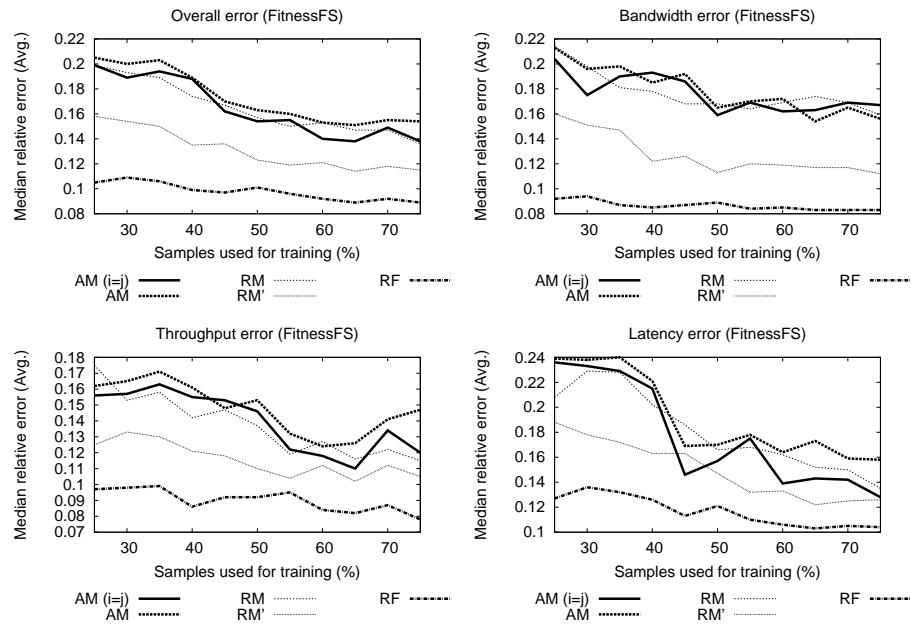 Overall error (FitnessFS)
Median relative error (Avg.)
0.22
0.2
0.18
0.16
0.14
0.12
0.1
0.08
30 40 50 60 70
Samples used for training (%)
AM (i=j) RM RF
AM RM'
Bandwidth error (FitnessFS)
Median relative error (Avg.)
0.22
0.2
0.18
0.16
0.14
0.12
0.1
0.08
30 40 50 60 70
Samples used for training (%)
AM (i=j) RM RF
AM RM'
Throughput error (FitnessFS)
Median relative error (Avg.)
0.18
0.17
0.16
0.15
0.14
0.13
0.12
0.11
0.1
0.09
0.08
0.07
30 40 50 60 70
Samples used for training (%)
AM (i=j) RM RF
AM RM'
Latency error (FitnessFS)
Median relative error (Avg.)
0.24
0.22
0.2
0.18
0.16
0.14
0.12
0.1
30 40 50 60 70
Samples used for training (%)
AM (i=j) RM RF
AM RM'